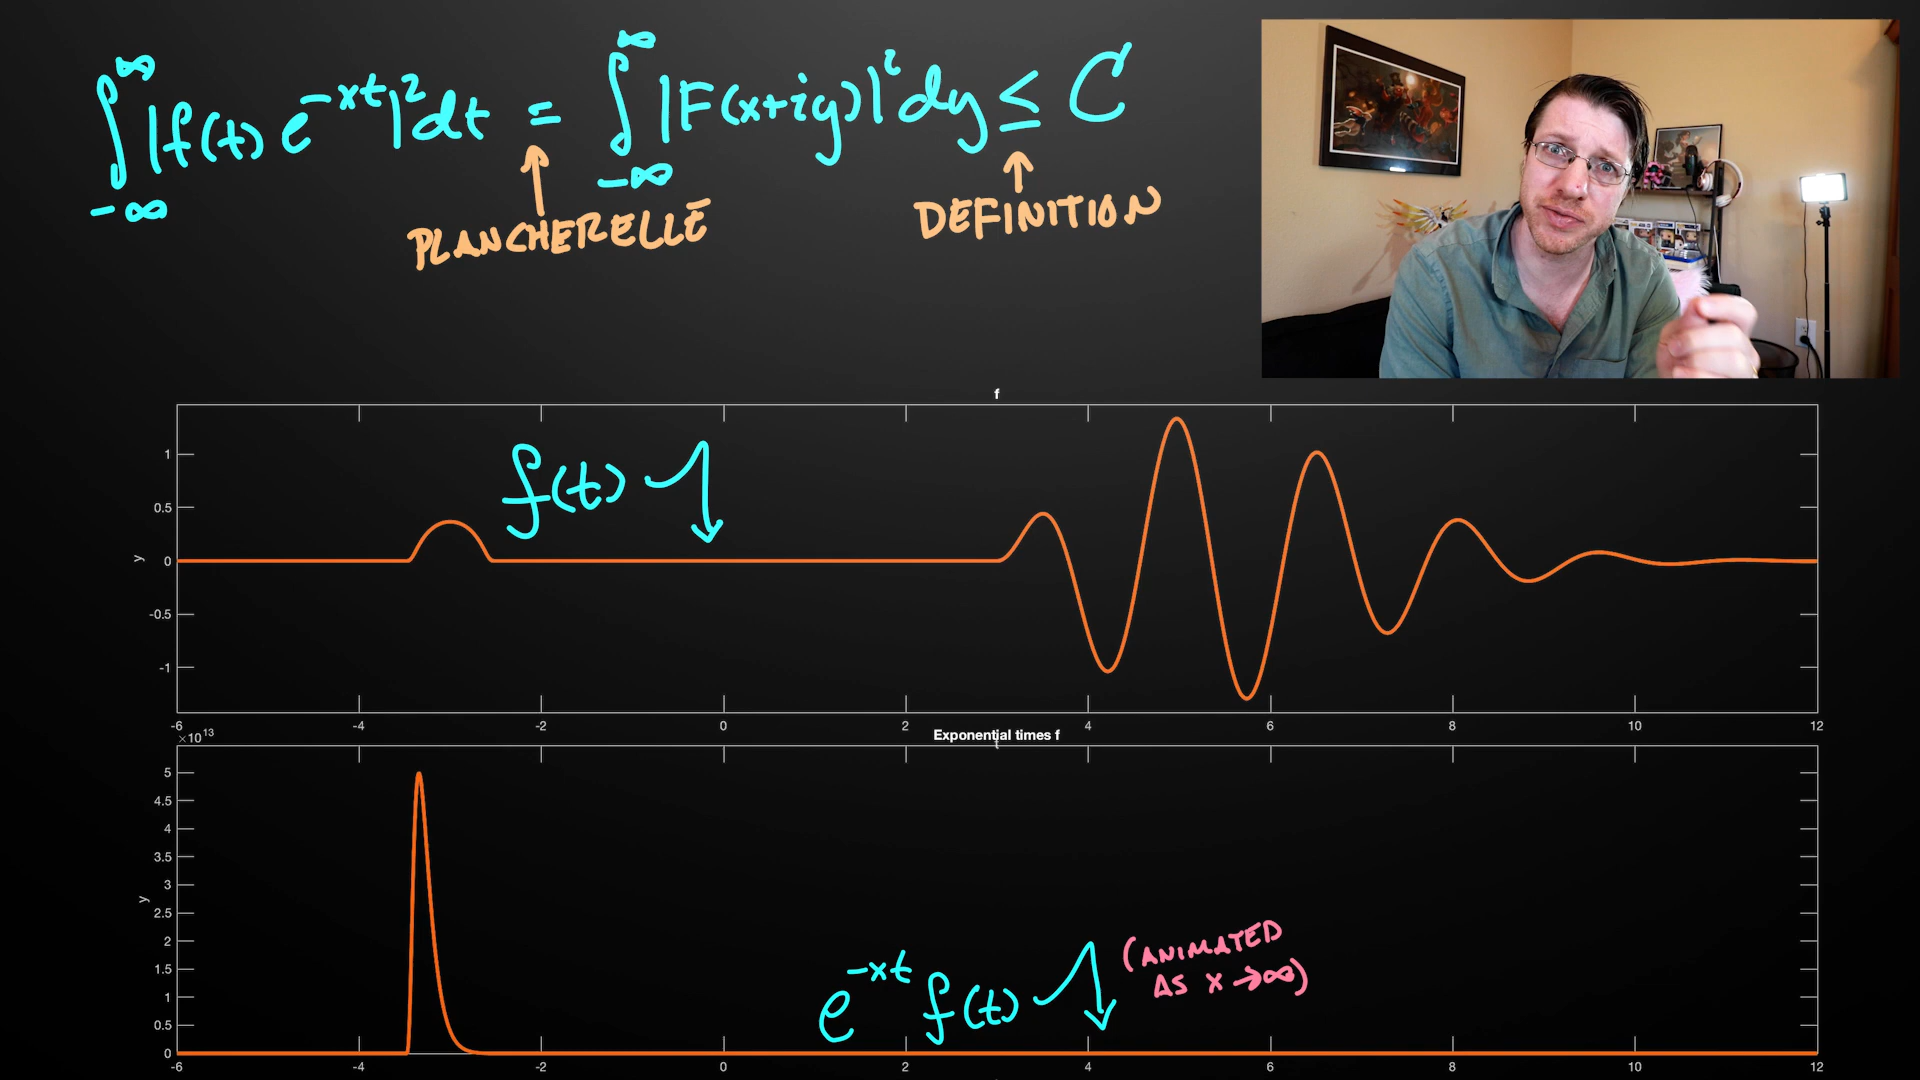 ∫_{-∞}^{∞} |f(t) e^{-xt}|² dt = ∫_{-∞}^{∞} |F(x+iy)|² dy ≤ C
PLANCHERELLE
DEFINITION
f
f(t)
y
1
0.5
0
-0.5
-1
-6 -4 -2 0 2 4 6 8 10 12
×10^13
Exponential times f
t
y
5
4.5
4
3.5
3
2.5
2
1.5
1
0.5
0
e^{-xt} f(t)
(ANIMATED
AS X → ∞)
-6 -4 -2 0 2 4 6 8 10 12